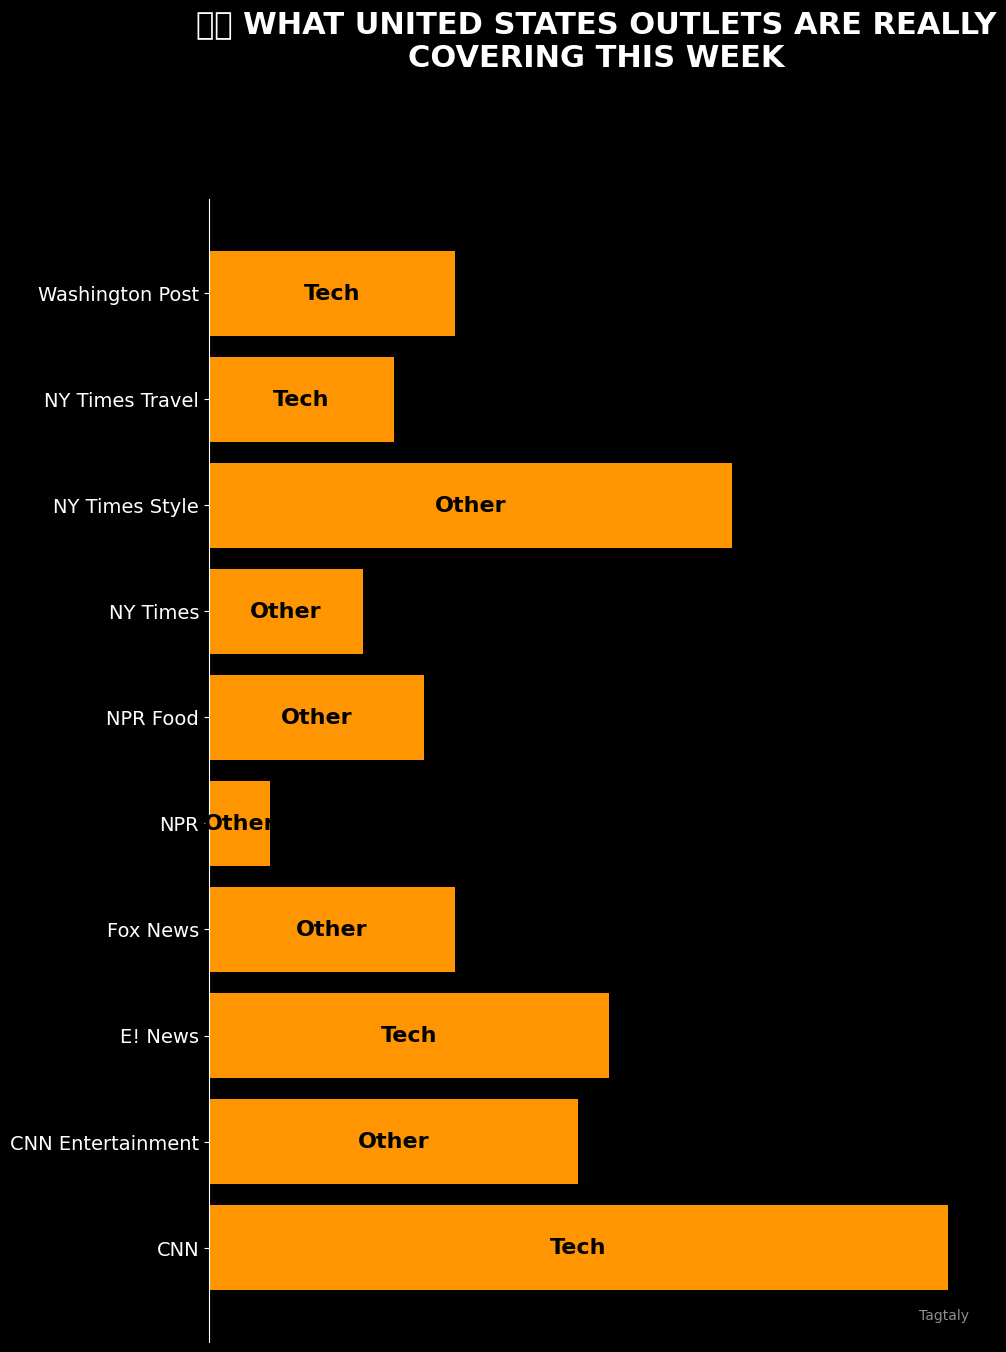 WHAT UNITED STATES OUTLETS ARE REALLY
COVERING THIS WEEK
Washington Post
Tech
NY Times Travel
Tech
NY Times Style
Other
NY Times
Other
NPR Food
Other
NPR
Other
Fox News
Other
E! News
Tech
CNN Entertainment
Other
CNN
Tech
Tagtaly